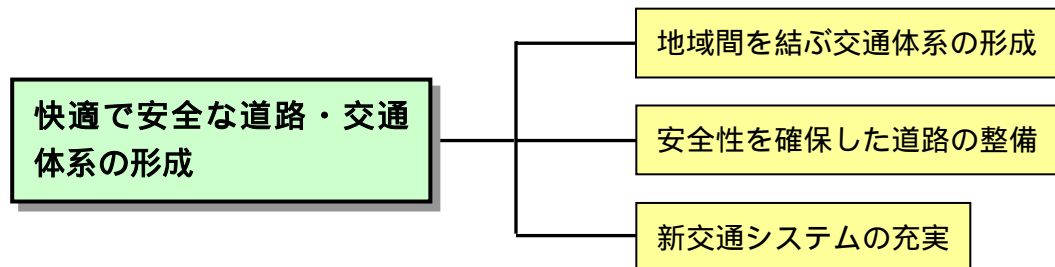 快適で安全な道路・交通
体系の形成
地域間を結ぶ交通体系の形成
安全性を確保した道路の整備
新交通システムの充実